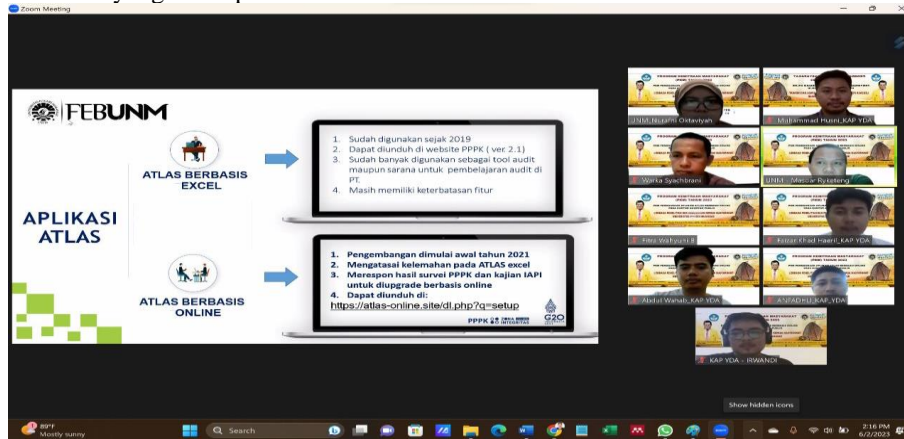 Zoom Meeting
FEBUNM
APLIKASI
ATLAS
ATLAS BERBASIS
EXCEL
1. Sudah digunakan sejak 2019
2. Dapat diunduh di website PPPK ( ver 2.1)
3. Sudah banyak digunakan sebagai tool audit
maupun sarana untuk pembelajaran audit di
PT.
4. Masih memiliki keterbatasan fitur
ATLAS BERBASIS
ONLINE
1. Pengembangan dimulai awal tahun 2021
2. Mengatasai kelemahan pada ATLAS excel
3. Merespon hasil survei PPPK dan kajian IAPI
untuk diupgrade berbasis online
4. Dapat diunduh di:
https://atlas-online.site/dl.php?q=setup
PPPK
G20
Muhammad Husni_KAP YDA
Warka Syachbrani
UNM - Masnar Ryketeng
Abdul Wahab_KAP YDA
KAP YDA - IRWANDI
Show hidden icons
89°F
Mostly sunny
Search
2:16 PM
6/2/2023